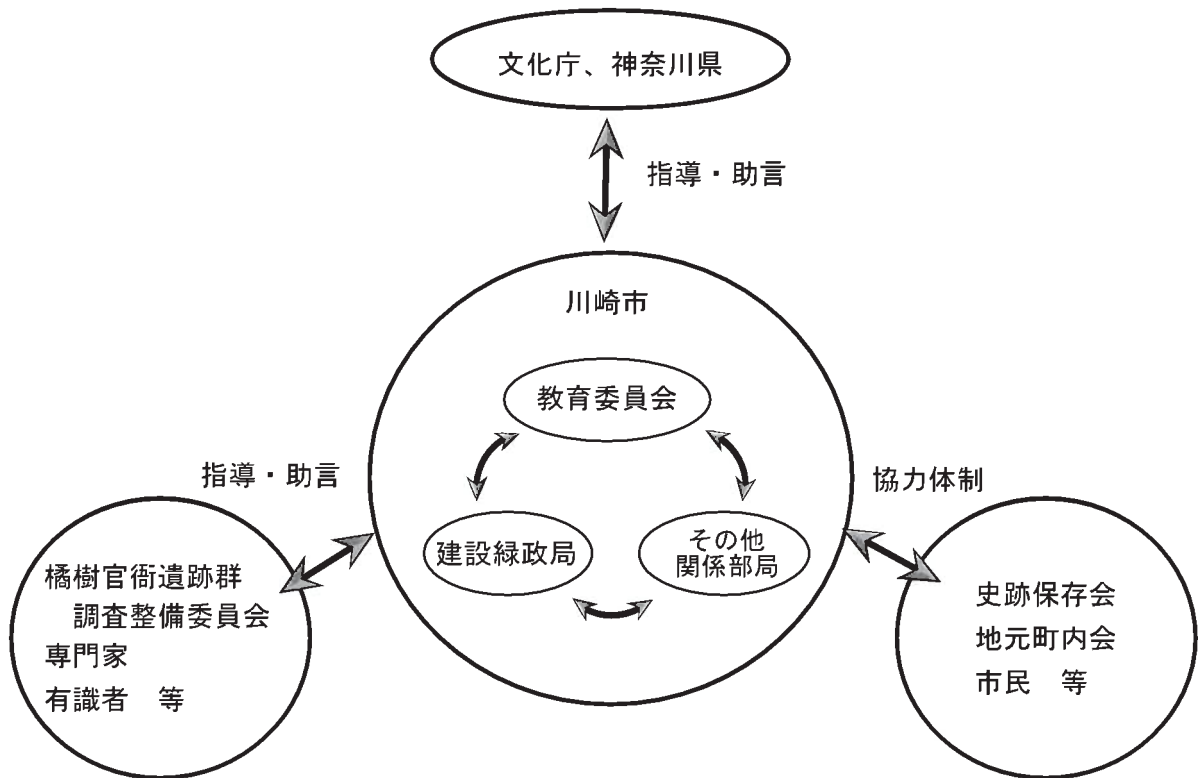 文化庁、神奈川県
指導・助言
川崎市
教育委員会
建設緑政局
その他
関係部局
指導・助言
橘樹官衙遺跡群
調査整備委員会
専門家
有識者　等
協力体制
史跡保存会
地元町内会
市民　等